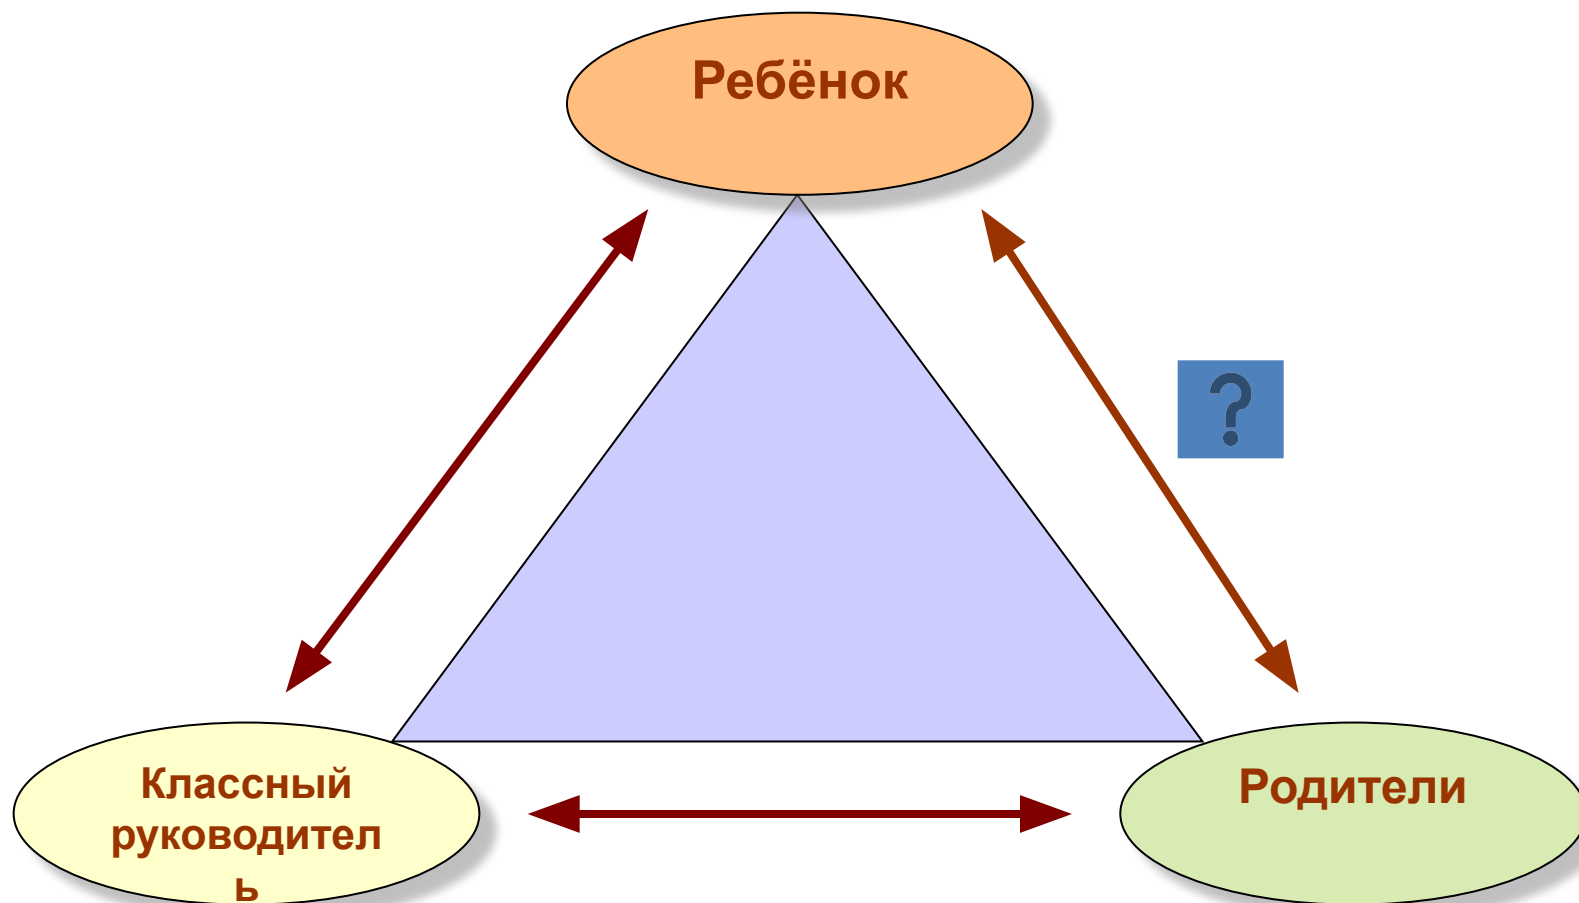 Ребёнок
?
Классный
руководител
ь
Родители